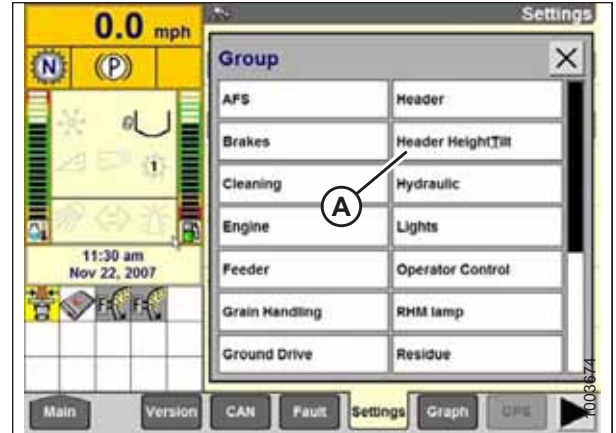 0.0 mph
Settings
N
(P)
Group
AFS
Header
Brakes
Header Height/Tilt
Cleaning
Hydraulic
A
1
Engine
Lights
11:30 am
Nov 22, 2007
Feeder
Operator Control
Grain Handling
RHM lamp
Ground Drive
Residue
Main
Version
CAN
Fault
Settings
Graph
GPS
1003674